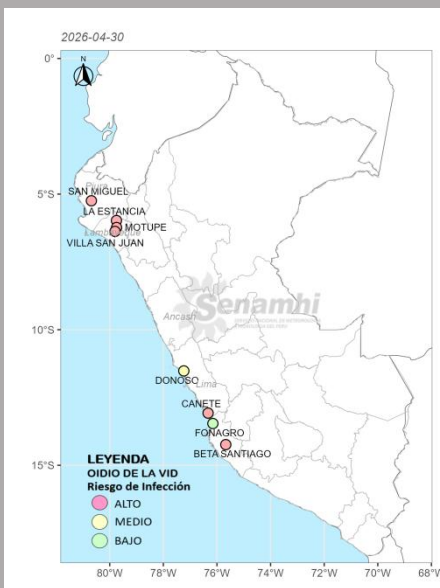 2026-04-30
N
0°
5°S
10°S
15°S
SAN MIGUEL
Piura
LA ESTANCIA
MOTUPE
Lambayeque
VILLA SAN JUAN
Senamhi
Ancash
DONOSO
Lima
CANETE
FONAGRO
BETA SANTIAGO
LEYENDA
OIDIO DE LA VID
Riesgo de Infección
ALTO
MEDIO
BAJO
80°W 78°W 76°W 74°W 72°W 70°W 68°W